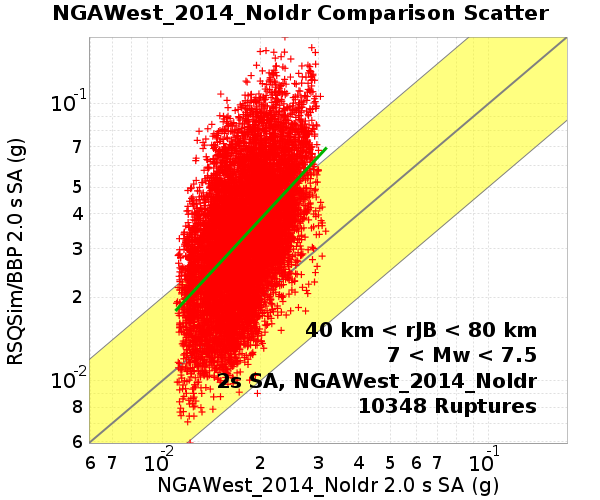 NGAWest_2014_NoIdr Comparison Scatter
RSQSim/BBP 2.0 s SA (g)
10-1
7
5
4
3
2
10-2
8
6
40 km < rJB < 80 km
7 < Mw < 7.5
2s SA, NGAWest_2014_NoIdr
10348 Ruptures
6 7 10-2 2 3 4 5 6 7 10-1
NGAWest_2014_NoIdr 2.0 s SA (g)